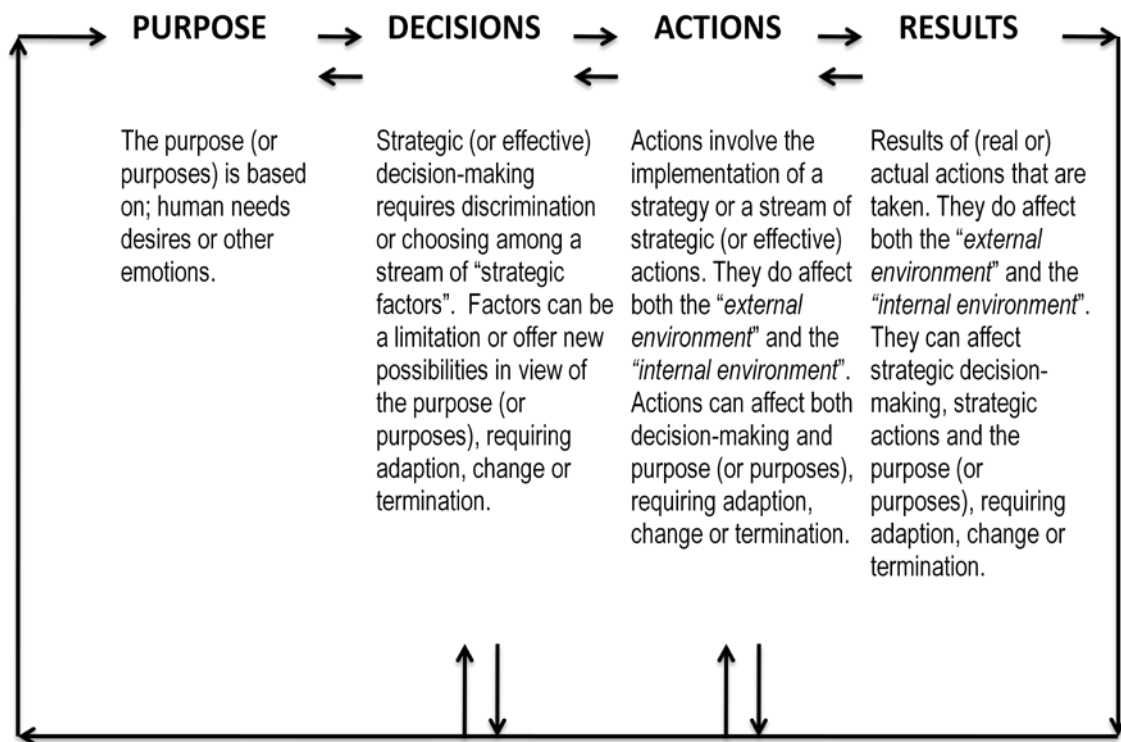 PURPOSE
DECISIONS
ACTIONS
RESULTS
The purpose (or
purposes) is based
on; human needs
desires or other
emotions.
Strategic (or effective)
decision-making
requires discrimination
or choosing among a
stream of “strategic
factors”.  Factors can be
a limitation or offer new
possibilities in view of
the purpose (or
purposes), requiring
adaption, change or
termination.
Actions involve the
implementation of a
strategy or a stream of
strategic (or effective)
actions. They do affect
both the “external
environment” and the
“internal environment”.
Actions can affect both
decision-making and
purpose (or purposes),
requiring adaption,
change or termination.
Results of (real or)
actual actions that are
taken. They do affect
both the “external
environment” and the
“internal environment”.
They can affect
strategic decision-
making, strategic
actions and the
purpose (or
purposes), requiring
adaption, change or
termination.